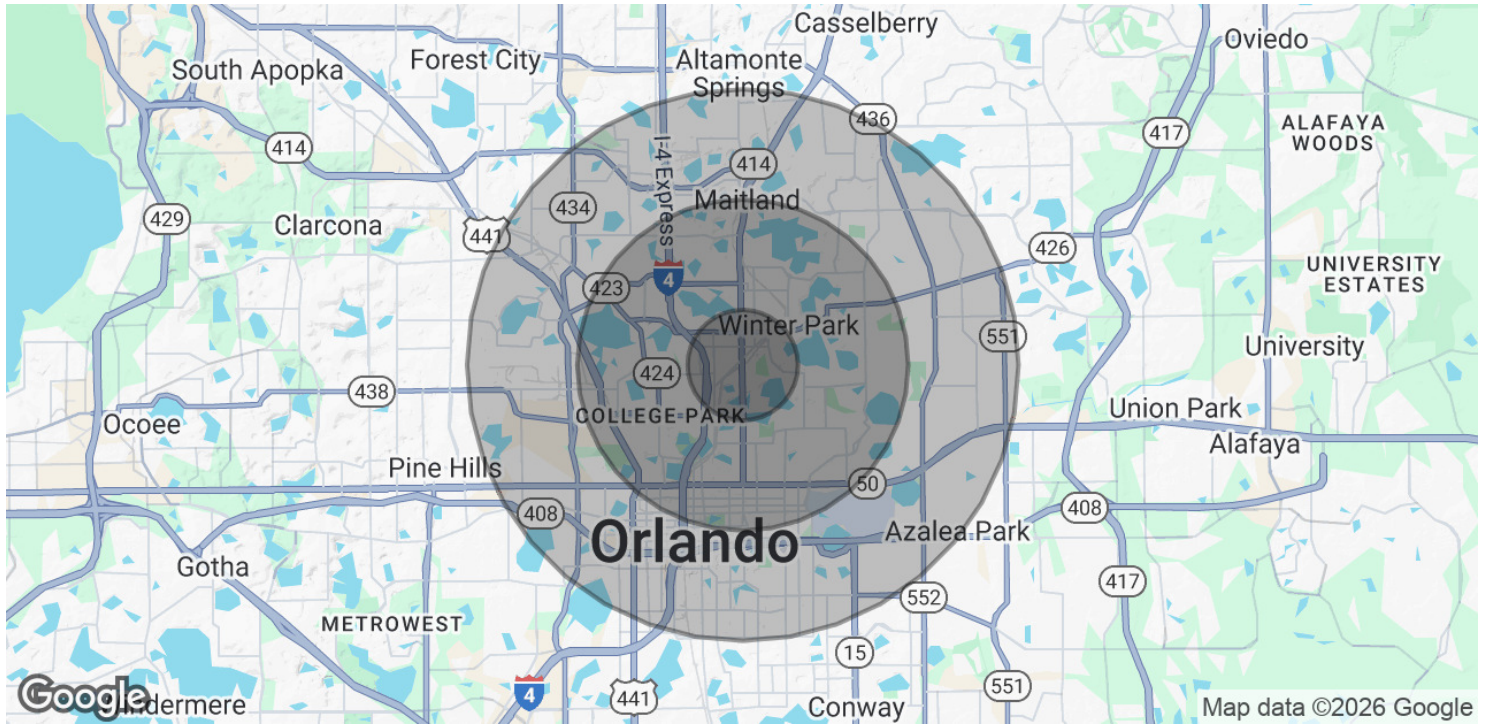 Casselberry
Oviedo
Forest City
Altamonte
Springs
South Apopka
436
417
ALAFAYA
WOODS
414
I-4 Express
414
Maitland
434
429
Clarcona
441
426
UNIVERSITY
ESTATES
423
4
Winter Park
551
University
424
438
COLLEGE PARK
Union Park
Ocoee
Alafaya
Pine Hills
50
408
408
Orlando
Azalea Park
Gotha
417
552
METROWEST
15
551
4
441
Conway
Google
Map data ©2026 Google